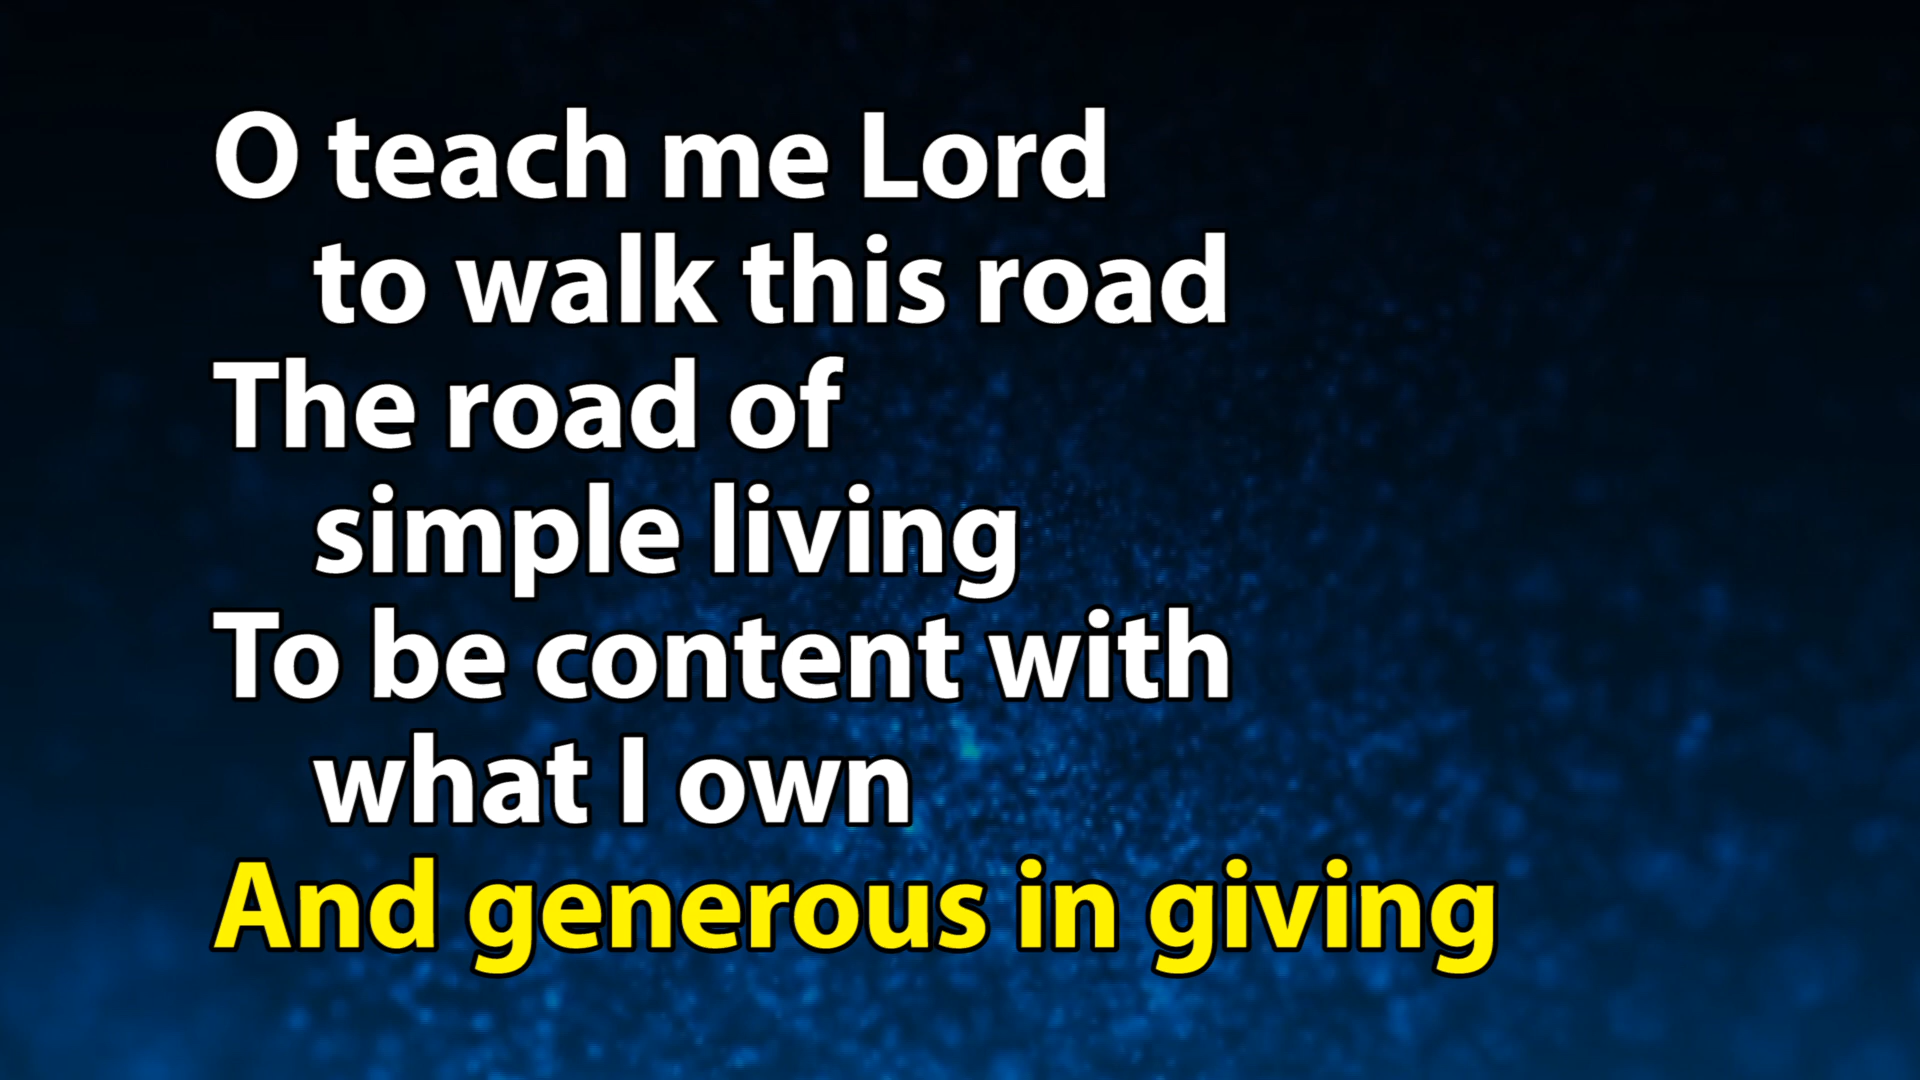 O teach me Lord
to walk this road
The road of
simple living
To be content with
what I own
And generous in giving